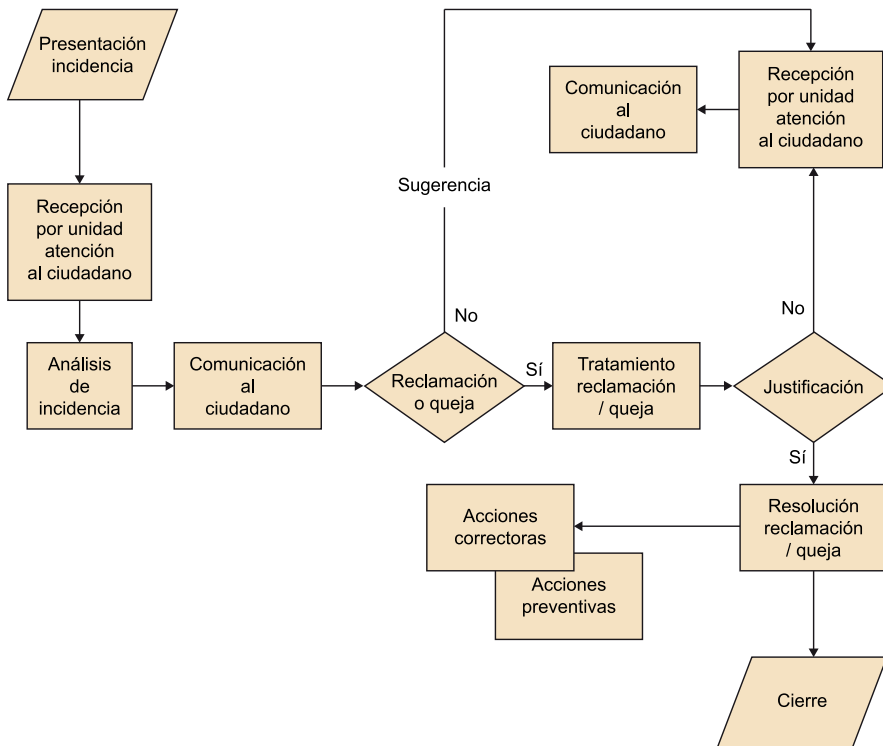 Presentación
incidencia
Recepción
por unidad
atención
al ciudadano
Análisis
de
incidencia
Comunicación
al
ciudadano
Reclamación
o queja
No
Sugerencia
Sí
Tratamiento
reclamación
/ queja
Justificación
No
Recepción
por unidad
atención
al ciudadano
Comunicación
al
ciudadano
Sí
Resolución
reclamación
/ queja
Acciones
correctoras
Acciones
preventivas
Cierre